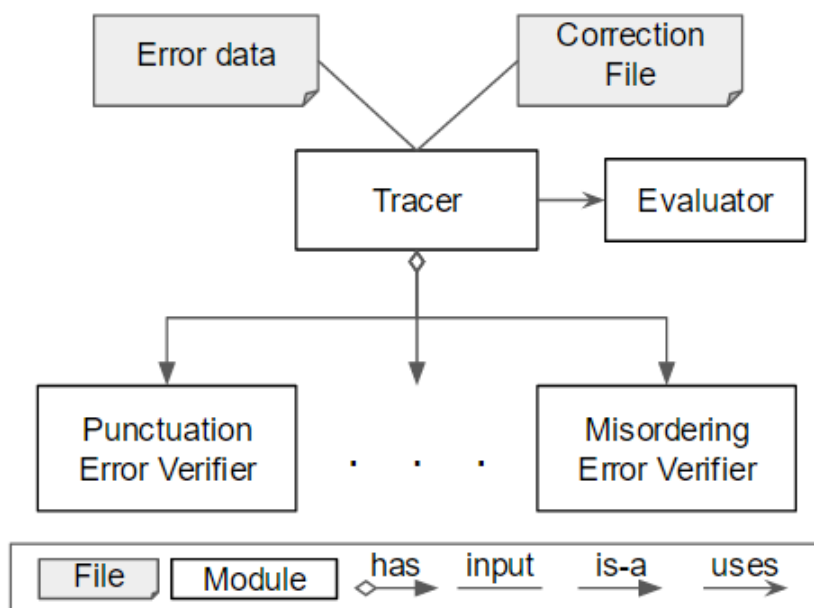 Error data
Correction
File
Tracer
Evaluator
Punctuation
Error Verifier
. . .
Misordering
Error Verifier
File
Module
has
input
is-a
uses